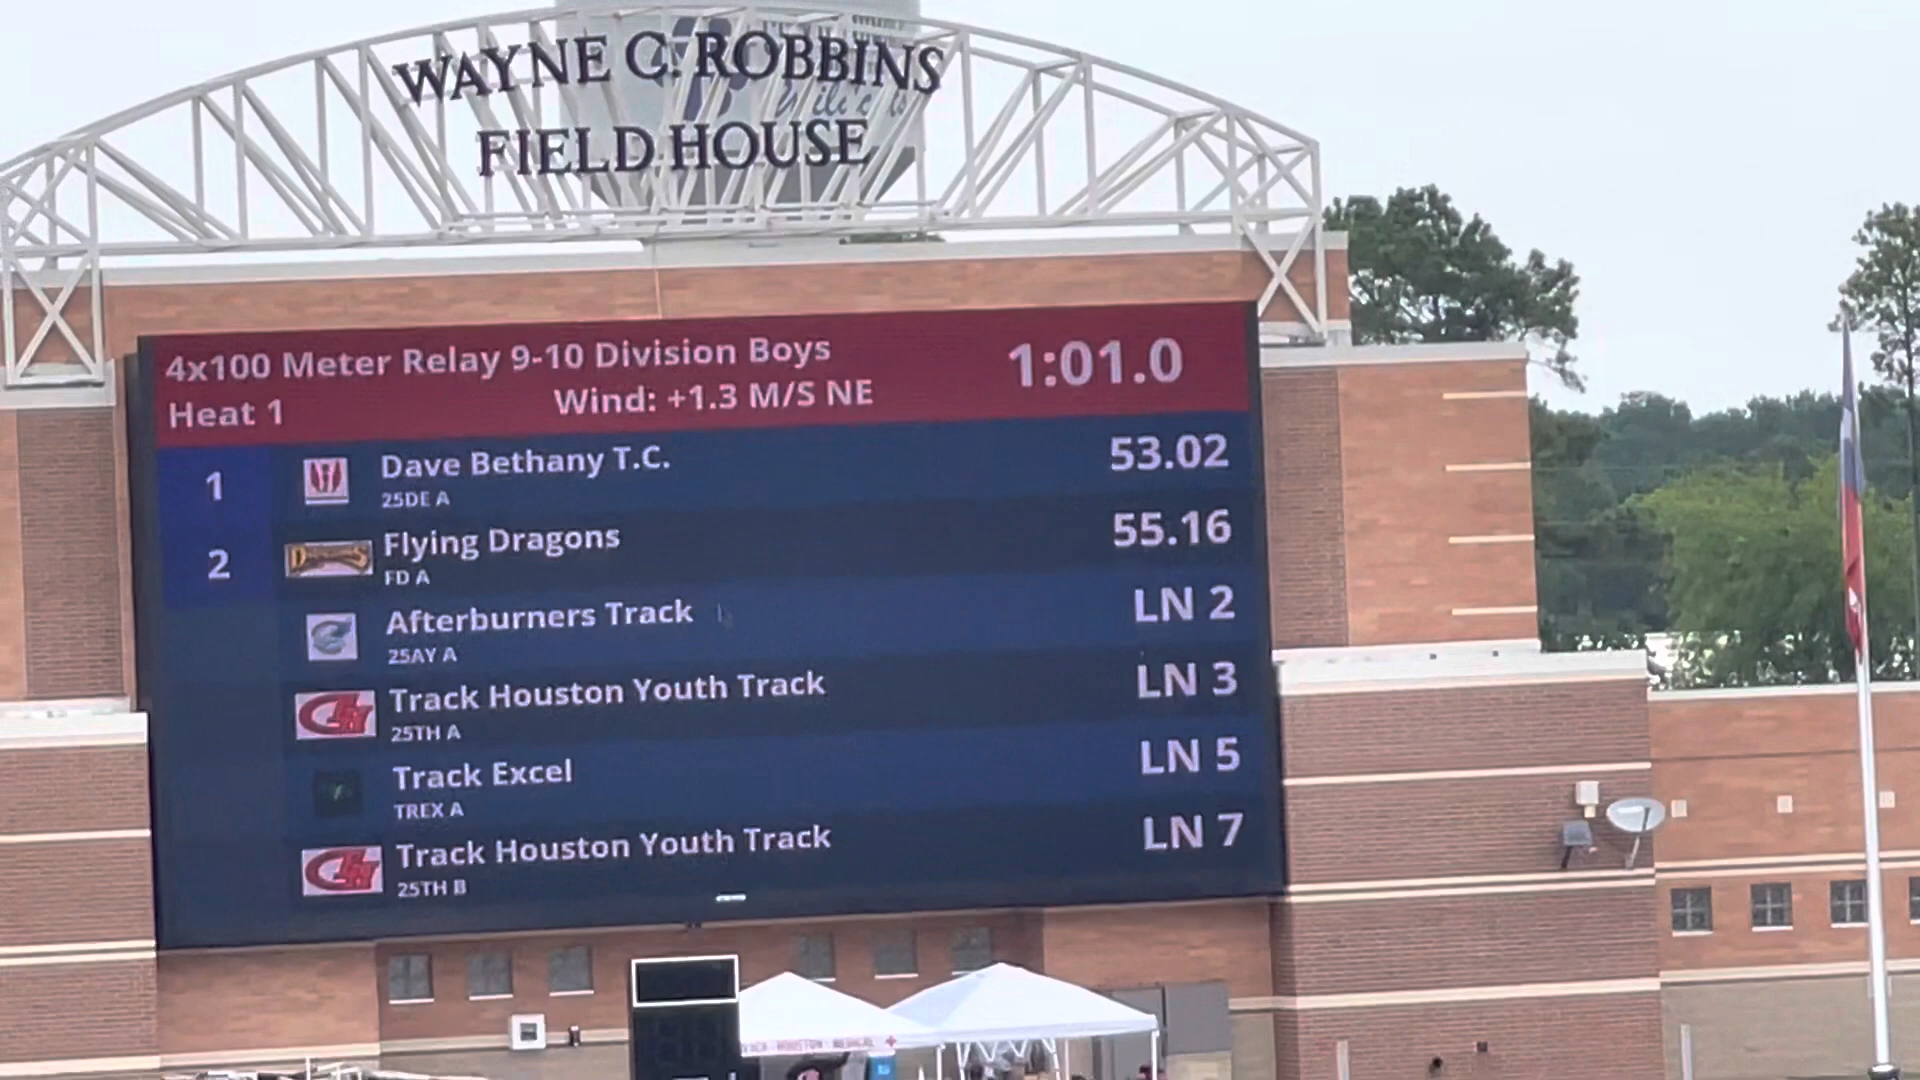 WAYNE C. ROBBINS
FIELD HOUSE
4x100 Meter Relay 9-10 Division Boys
1:01.0
Heat 1
Wind: +1.3 M/S NE
1
Dave Bethany T.C.
53.02
25DE A
2
Flying Dragons
55.16
FD A
Afterburners Track
LN 2
25AY A
Track Houston Youth Track
LN 3
25TH A
Track Excel
LN 5
TREX A
Track Houston Youth Track
LN 7
25TH B